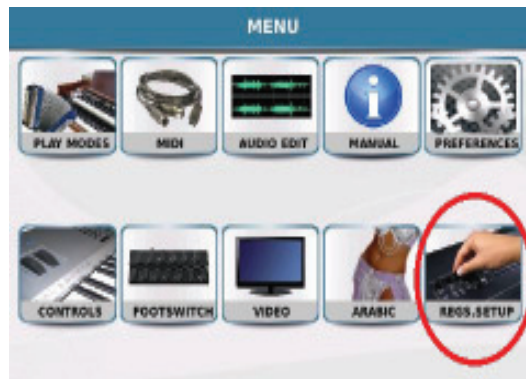 MENU
PLAY MODES MIDI AUDIO EDIT MANUAL PREFERENCES
CONTROLS FOOTSWITCH VIDEO ARABIC REGS.SETUP